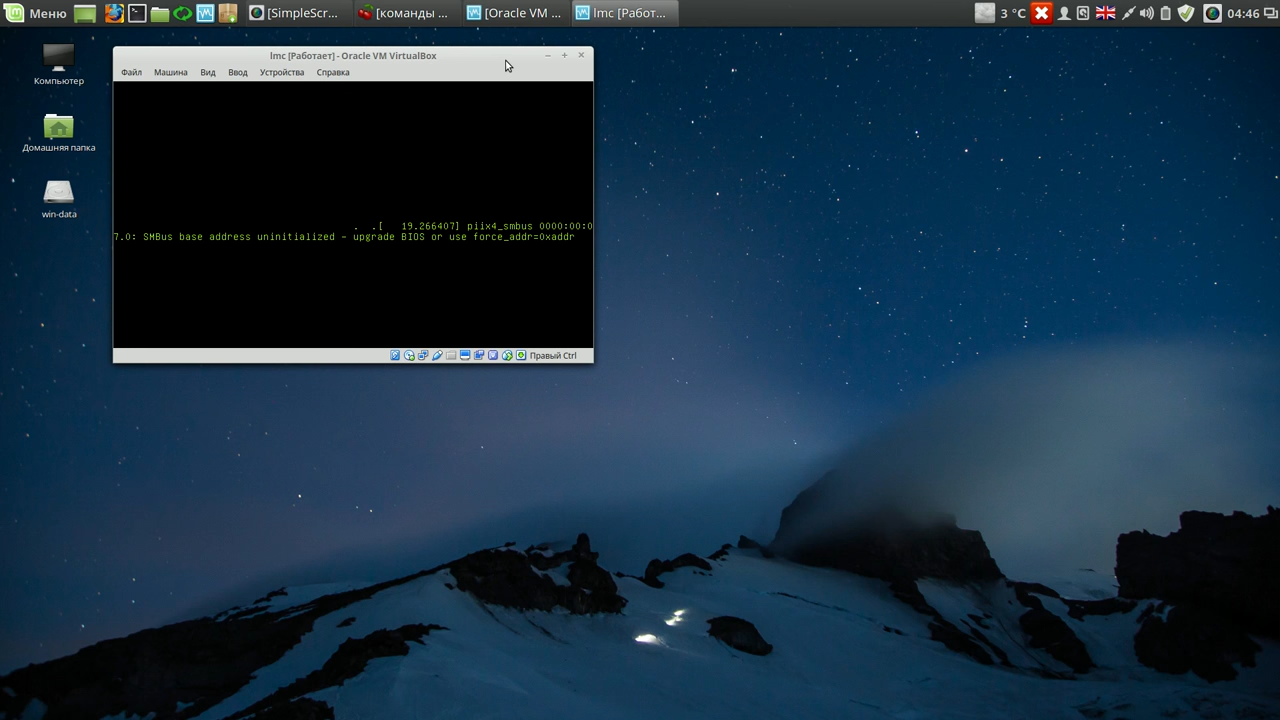 Меню
[SimpleScr...
[команды ...
[Oracle VM ...
lmc [Работ...
3 °C
04:46
Компьютер
Домашняя папка
win-data
lmc [Работает] - Oracle VM VirtualBox
Файл Машина Вид Ввод Устройства Справка
. .[ 19.266407] piix4_smbus 0000:00:0
7.0: SMBus base address uninitialized - upgrade BIOS or use force_addr=0xaddr
Правый Ctrl